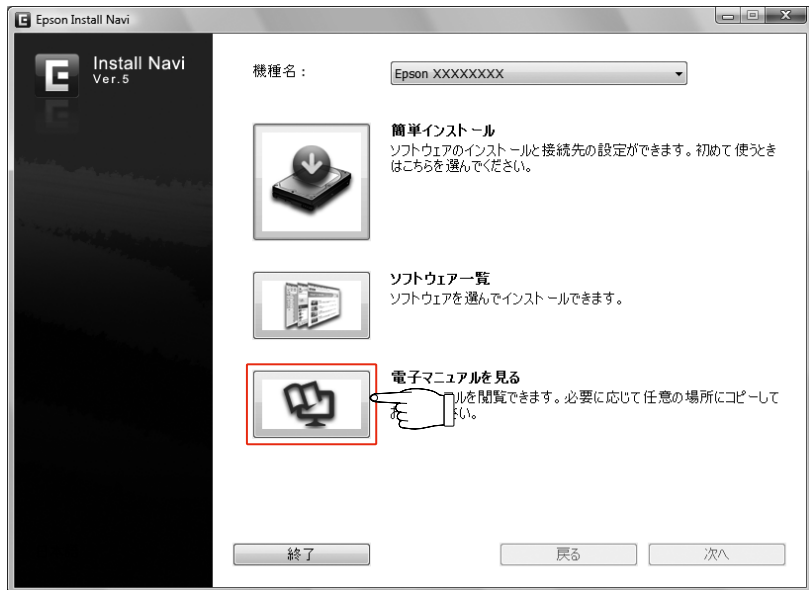 Epson Install Navi
Install Navi
Ver.5
機種名：
Epson XXXXXXXX
簡単インストール
ソフトウェアのインストールと接続先の設定ができます。初めて使うとき
はこちらを選んでください。
ソフトウェア一覧
ソフトウェアを選んでインストールできます。
電子マニュアルを見る
ルを閲覧できます。必要に応じて任意の場所にコピーして
い。
終了
戻る
次へ